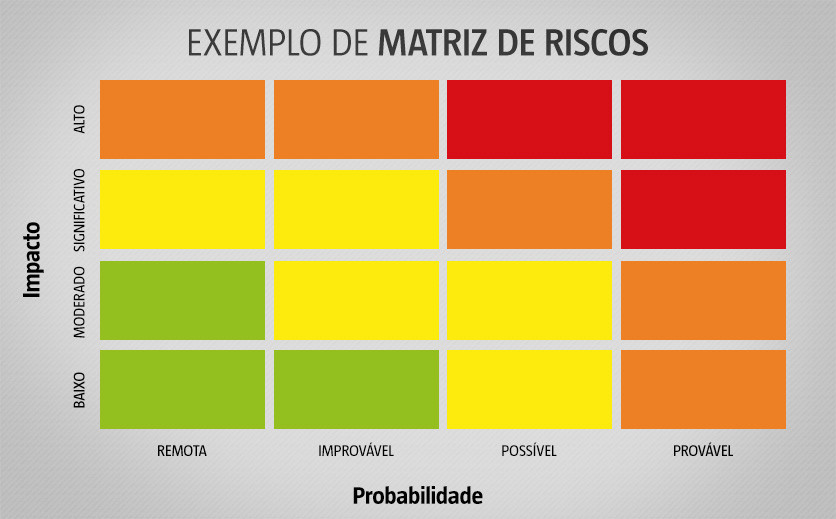 EXEMPLO DE MATRIZ DE RISCOS
Impacto
ALTO
SIGNIFICATIVO
MODERADO
BAIXO
REMOTA
IMPROVÁVEL
POSSÍVEL
PROVÁVEL
Probabilidade